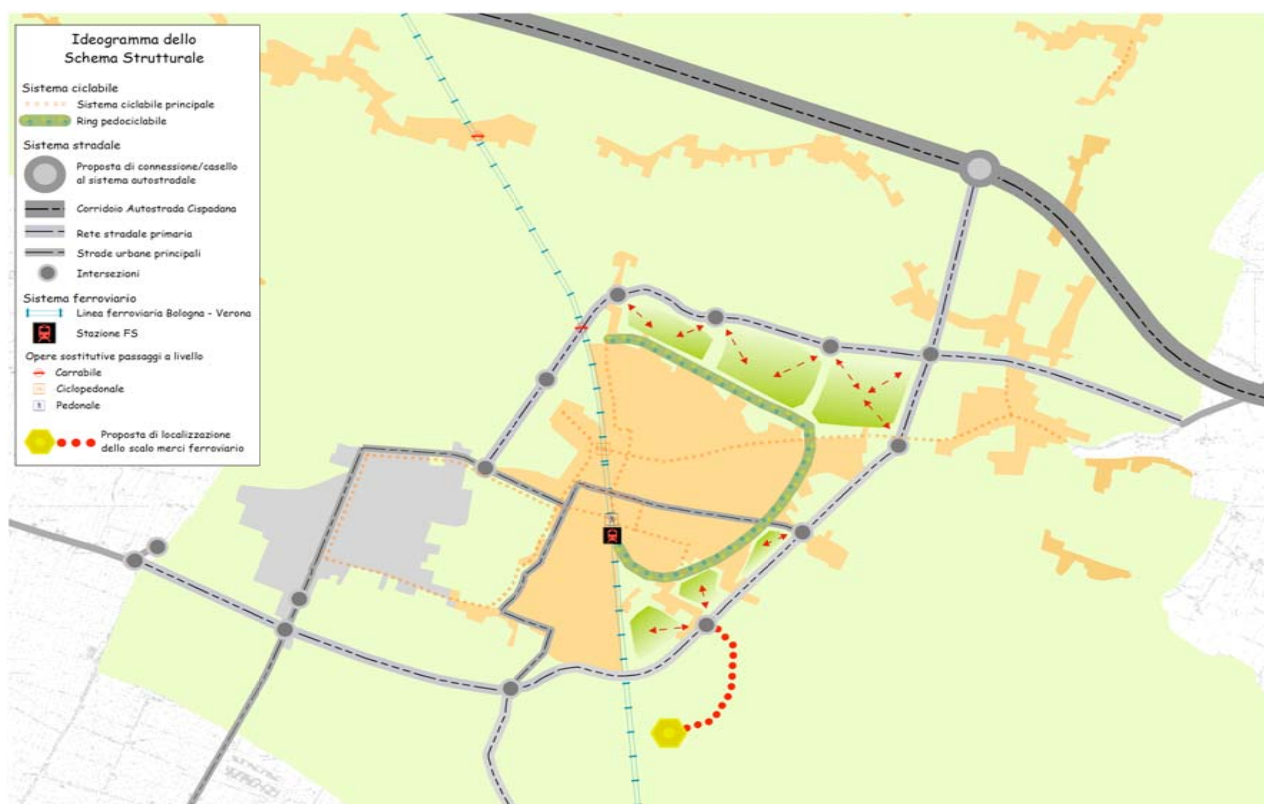 Ideogramma dello
Schema Strutturale
Sistema ciclabile
Sistema ciclabile principale
Ring pedociclabile
Sistema stradale
Proposta di connessione/casello
al sistema autostradale
Corridoio Autostrada Cispadana
Rete stradale primaria
Strade urbane principali
Intersezioni
Sistema ferroviario
Linea ferroviaria Bologna - Verona
Stazione FS
Opere sostitutive passaggi a livello
Carrabile
Ciclopedonale
Pedonale
Proposta di localizzazione
dello scalo merci ferroviario